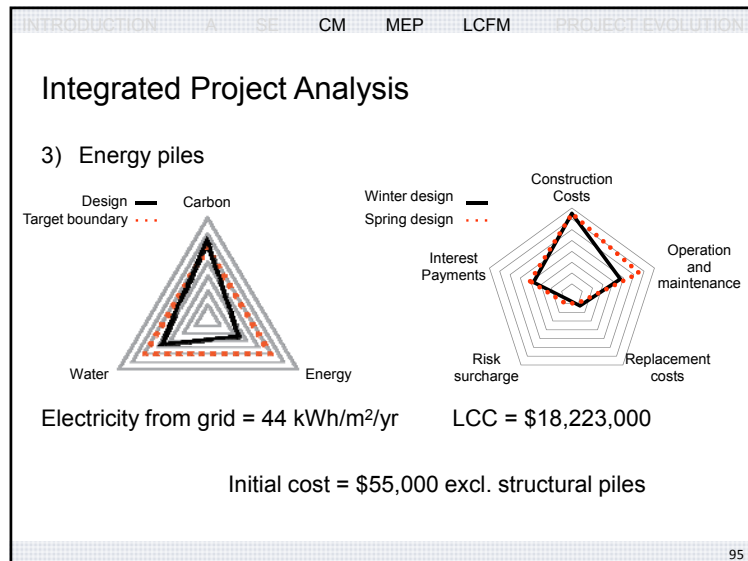 INTRODUCTION A SE CM MEP LCFM PROJECT EVOLUTION
Integrated Project Analysis
3) Energy piles
Design
Target boundary
Carbon
Water
Energy
Winter design
Spring design
Construction
Costs
Interest
Payments
Operation
and
maintenance
Risk
surcharge
Replacement
costs
Electricity from grid = 44 kWh/m²/yr
LCC = $18,223,000
Initial cost = $55,000 excl. structural piles
95